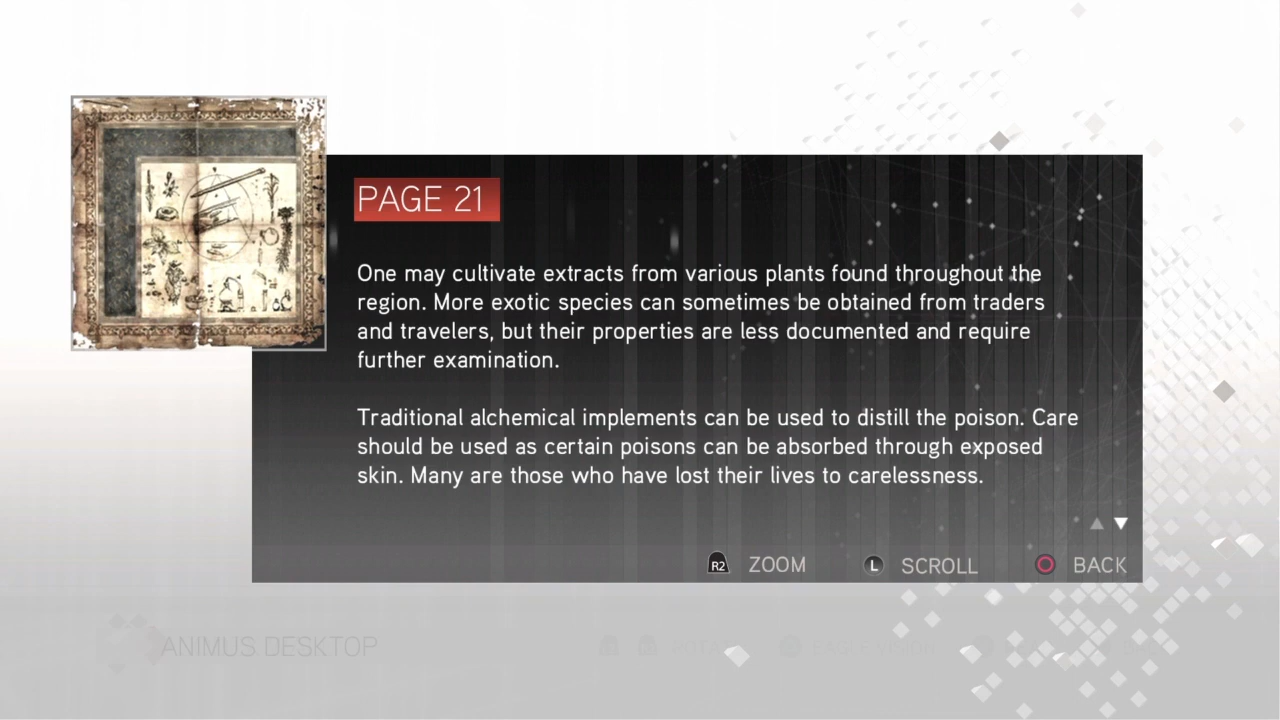 PAGE 21
One may cultivate extracts from various plants found throughout the
region. More exotic species can sometimes be obtained from traders
and travelers, but their properties are less documented and require
further examination.
Traditional alchemical implements can be used to distill the poison. Care
should be used as certain poisons can be absorbed through exposed
skin. Many are those who have lost their lives to carelessness.
R2 ZOOM L SCROLL BACK
ANIMUS DESKTOP EAGLE VISION